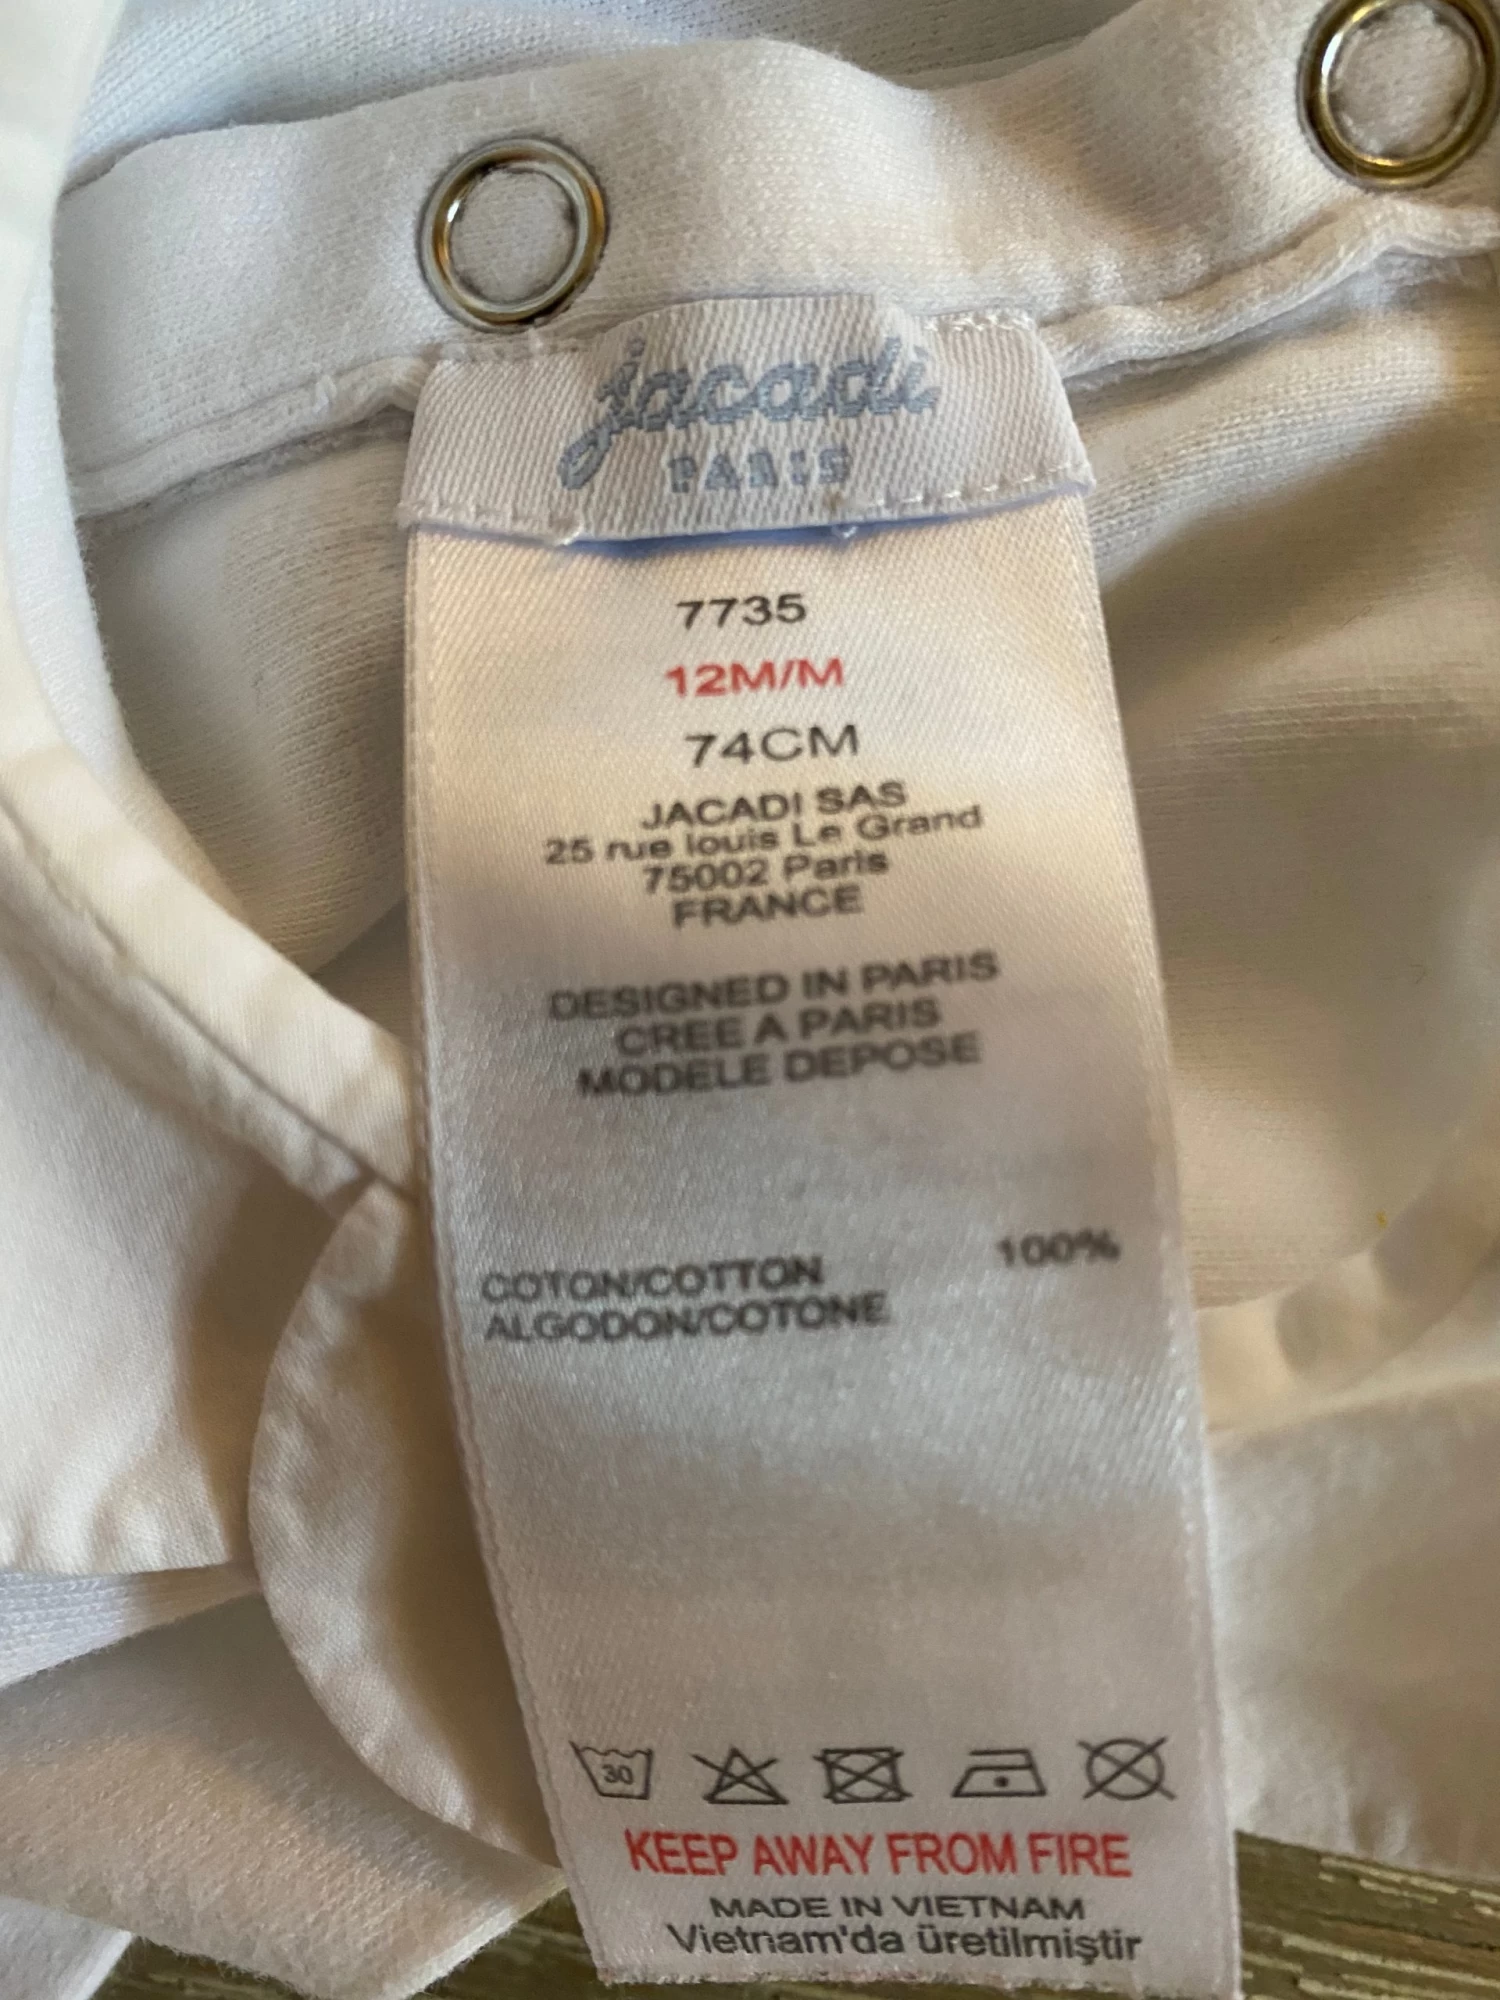 jacadi
PARIS
7735
12M/M
74CM
JACADI SAS
25 rue louis Le Grand
75002 Paris
FRANCE
DESIGNED IN PARIS
CREE A PARIS
MODELE DEPOSE
COTON/COTTON 100%
ALGODON/COTONE
30
KEEP AWAY FROM FIRE
MADE IN VIETNAM
Vietnam'da üretilmiştir